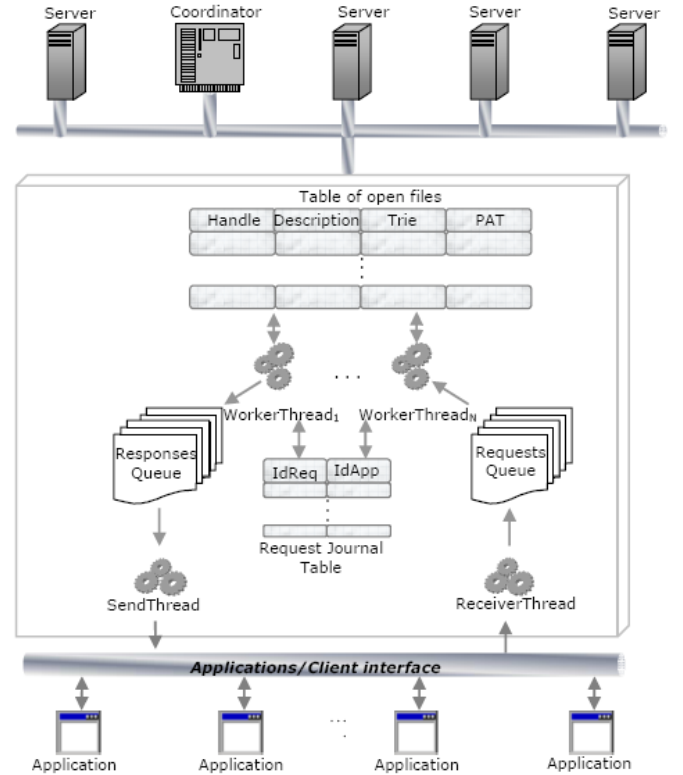 Server
Coordinator
Server
Server
Server
Table of open files
Handle Description Trie PAT
. . .
WorkerThread₁ WorkerThreadN
Responses
Queue
Requests
Queue
IdReq IdApp
Request Journal
Table
SendThread
ReceiverThread
Applications/Client interface
...
Application
Application
Application
Application